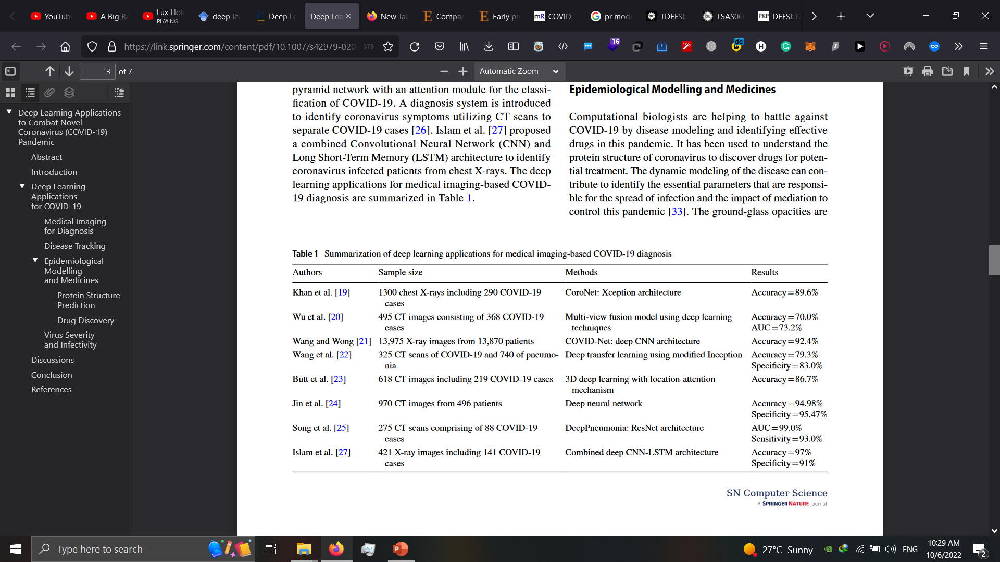 YouTub
A Big Re
Lux Hol
PLAYING
deep le
Deep Le
Deep Lea
New Ta
Compar
Early pr
COVID-
pr mod
TDEFSI:
TSAS06
DEFSI: D
https://link.springer.com/content/pdf/10.1007/s42979-020
378
16
de
3
of 7
Automatic Zoom
Deep Learning Applications
to Combat Novel
Coronavirus (COVID-19)
Pandemic
Abstract
Introduction
Deep Learning
Applications
for COVID-19
Medical Imaging
for Diagnosis
Disease Tracking
Epidemiological
Modelling
and Medicines
Protein Structure
Prediction
Drug Discovery
Virus Severity
and Infectivity
Discussions
Conclusion
References
pyramid network with an attention module for the classi-
fication of COVID-19. A diagnosis system is introduced
to identify coronavirus symptoms utilizing CT scans to
separate COVID-19 cases [26]. Islam et al. [27] proposed
a combined Convolutional Neural Network (CNN) and
Long Short-Term Memory (LSTM) architecture to identify
coronavirus infected patients from chest X-rays. The deep
learning applications for medical imaging-based COVID-
19 diagnosis are summarized in Table 1.
Epidemiological Modelling and Medicines
Computational biologists are helping to battle against
COVID-19 by disease modeling and identifying effective
drugs in this pandemic. It has been used to understand the
protein structure of coronavirus to discover drugs for poten-
tial treatment. The dynamic modeling of the disease can con-
tribute to identify the essential parameters that are responsi-
ble for the spread of infection and the impact of mediation to
control this pandemic [33]. The ground-glass opacities are
Table 1 Summarization of deep learning applications for medical imaging-based COVID-19 diagnosis
Authors Sample size Methods Results
Khan et al. [19] 1300 chest X-rays including 290 COVID-19 CoroNet: Xception architecture Accuracy=89.6%
cases
Wu et al. [20] 495 CT images consisting of 368 COVID-19 Multi-view fusion model using deep learning Accuracy=70.0%
cases techniques AUC=73.2%
Wang and Wong [21] 13,975 X-ray images from 13,870 patients COVID-Net: deep CNN architecture Accuracy=92.4%
Wang et al. [22] 325 CT scans of COVID-19 and 740 of pneumo- Deep transfer learning using modified Inception Accuracy=79.3%
nia Specificity=83.0%
Butt et al. [23] 618 CT images including 219 COVID-19 cases 3D deep learning with location-attention Accuracy=86.7%
mechanism
Jin et al. [24] 970 CT images from 496 patients Deep neural network Accuracy=94.98%
Specificity=95.47%
Song et al. [25] 275 CT scans comprising of 88 COVID-19 DeepPneumonia: ResNet architecture AUC=99.0%
cases Sensitivity=93.0%
Islam et al. [27] 421 X-ray images including 141 COVID-19 Combined deep CNN-LSTM architecture Accuracy=97%
cases Specificity=91%
SN Computer Science
A SPRINGER NATURE journal
Type here to search
27°C Sunny
ENG
10:29 AM
10/6/2022
2